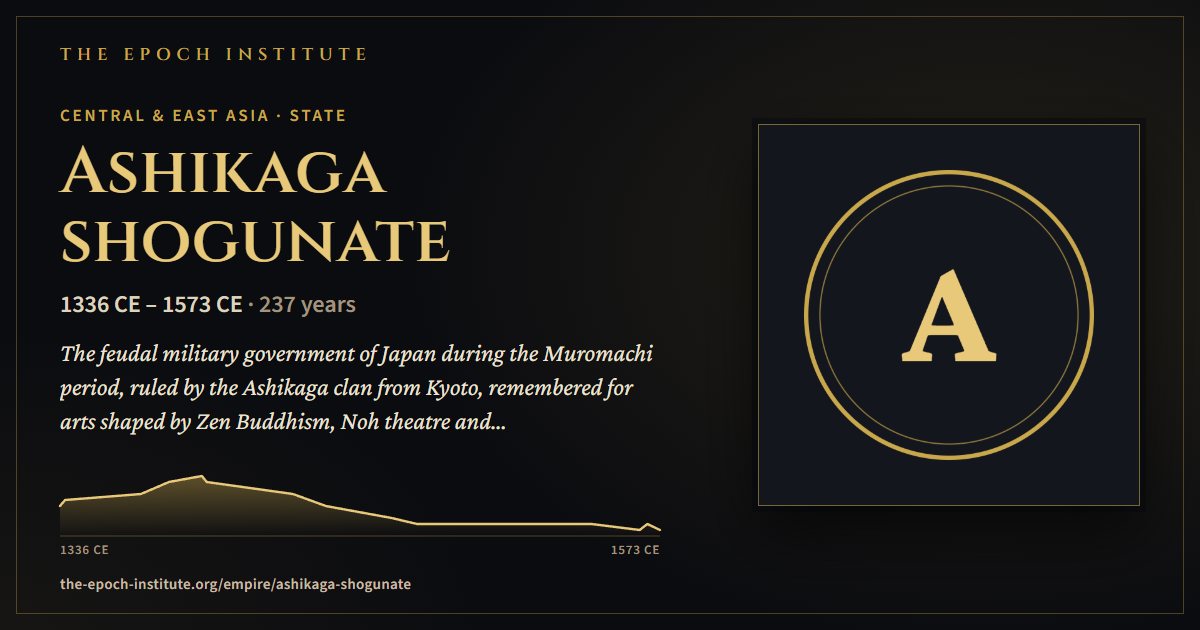 THE EPOCH INSTITUTE
CENTRAL & EAST ASIA · STATE
ASHIKAGA
SHOGUNATE
1336 CE – 1573 CE · 237 years
The feudal military government of Japan during the Muromachi
period, ruled by the Ashikaga clan from Kyoto, remembered for
arts shaped by Zen Buddhism, Noh theatre and...
A
1336 CE
1573 CE
the-epoch-institute.org/empire/ashikaga-shogunate